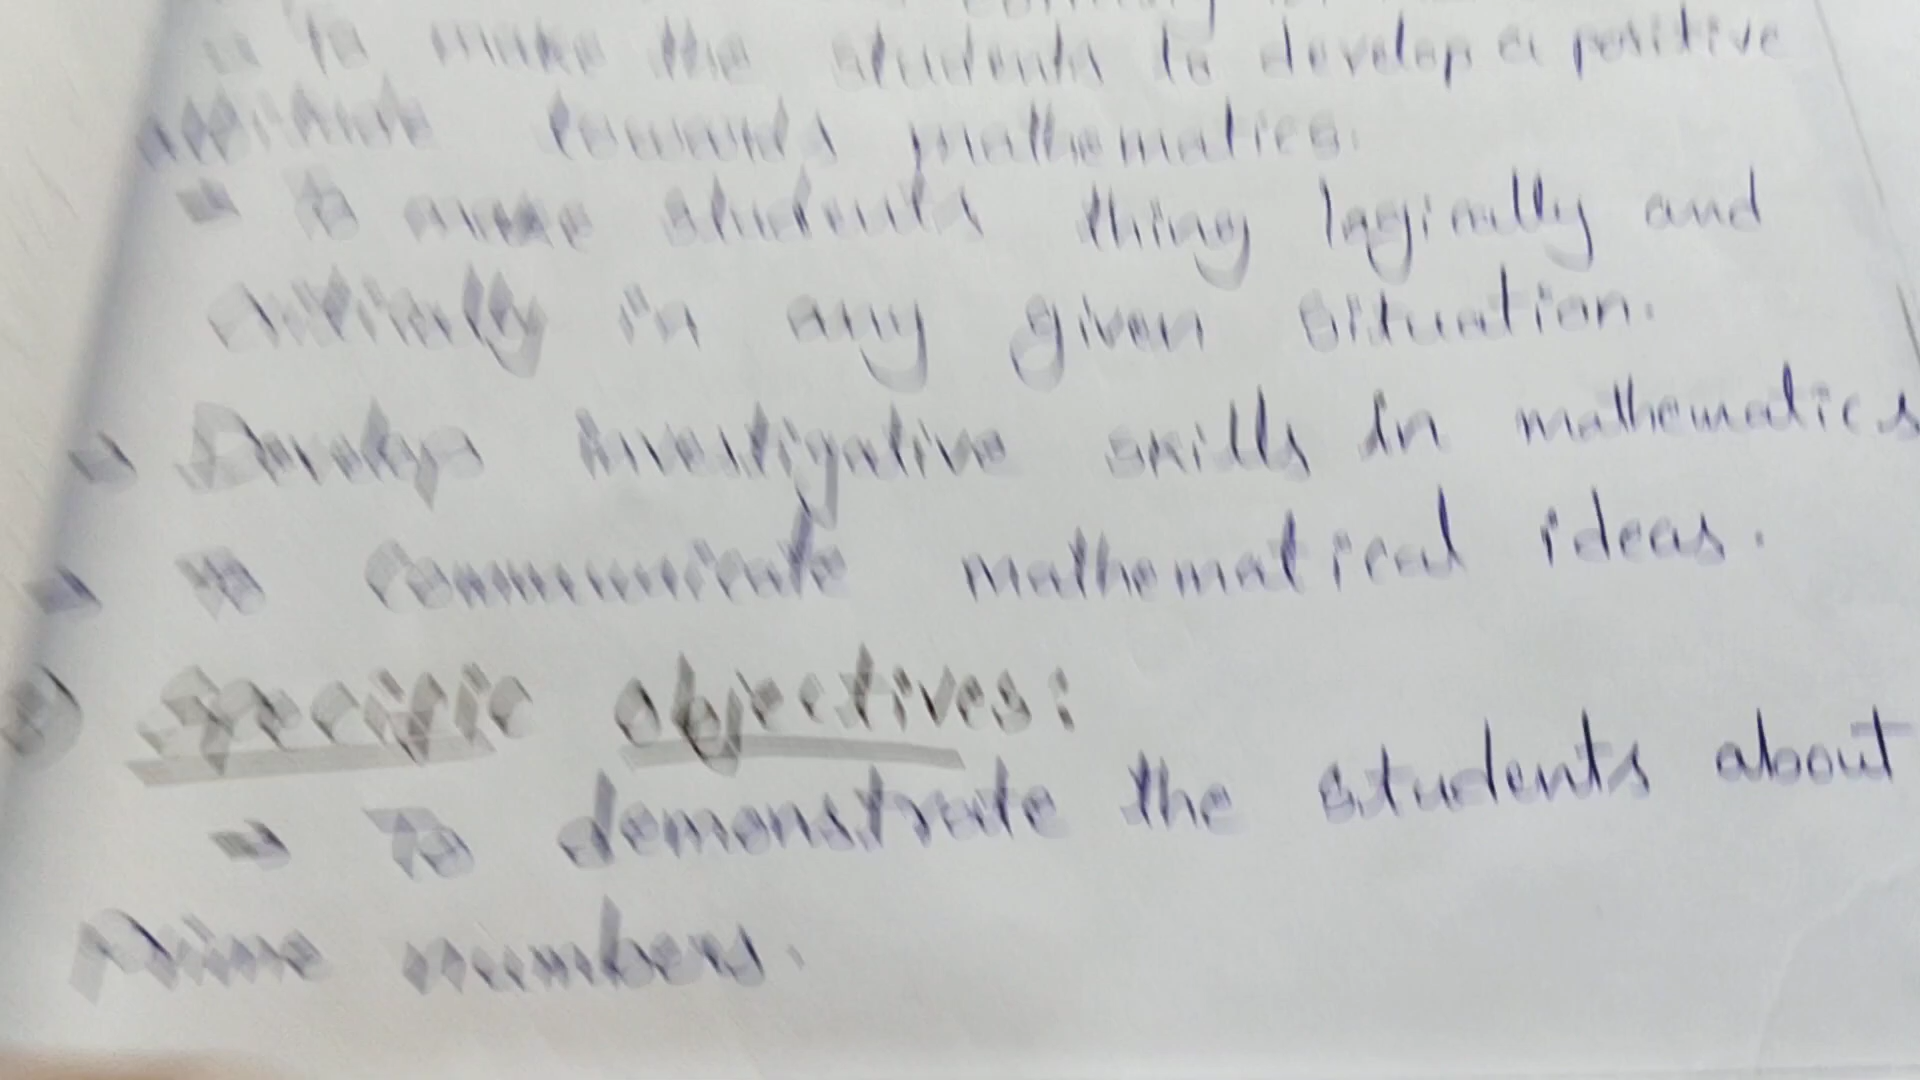 ⇒ To make the students to develop a positive
attitude towards mathematics.
⇒ To make students thing logically and
critically in any given situation.
⇒ Develop investigative skills in mathematics
⇒ to communicate mathematical ideas.
Specific objectives:
⇒ To demonstrate the students about
Prime numbers.